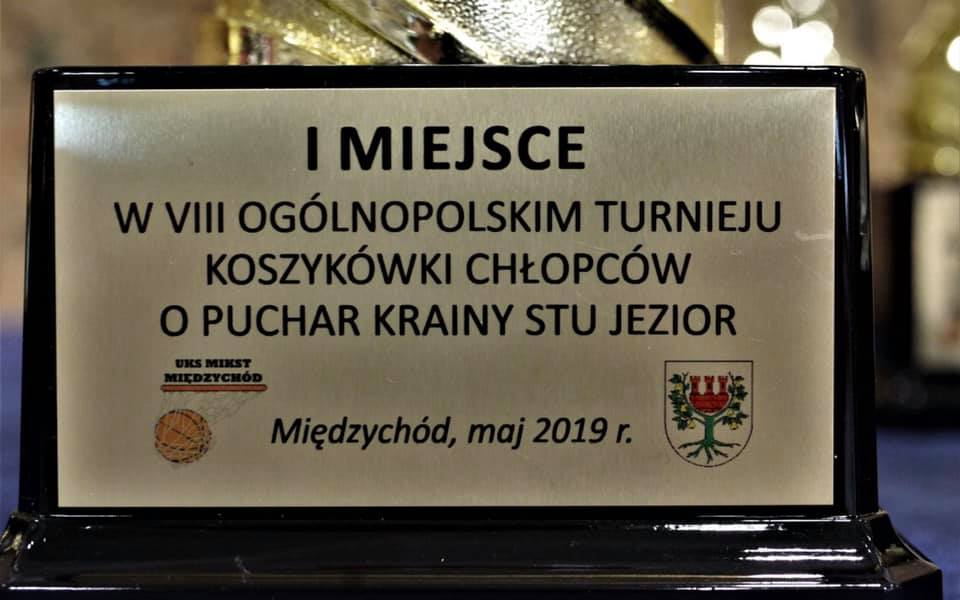 I MIEJSCE
W VIII OGÓLNOPOLSKIM TURNIEJU
KOSZYKÓWKI CHŁOPCÓW
O PUCHAR KRAINY STU JEZIOR
UKS MIKST
MIĘDZYCHÓD
Międzychód, maj 2019 r.